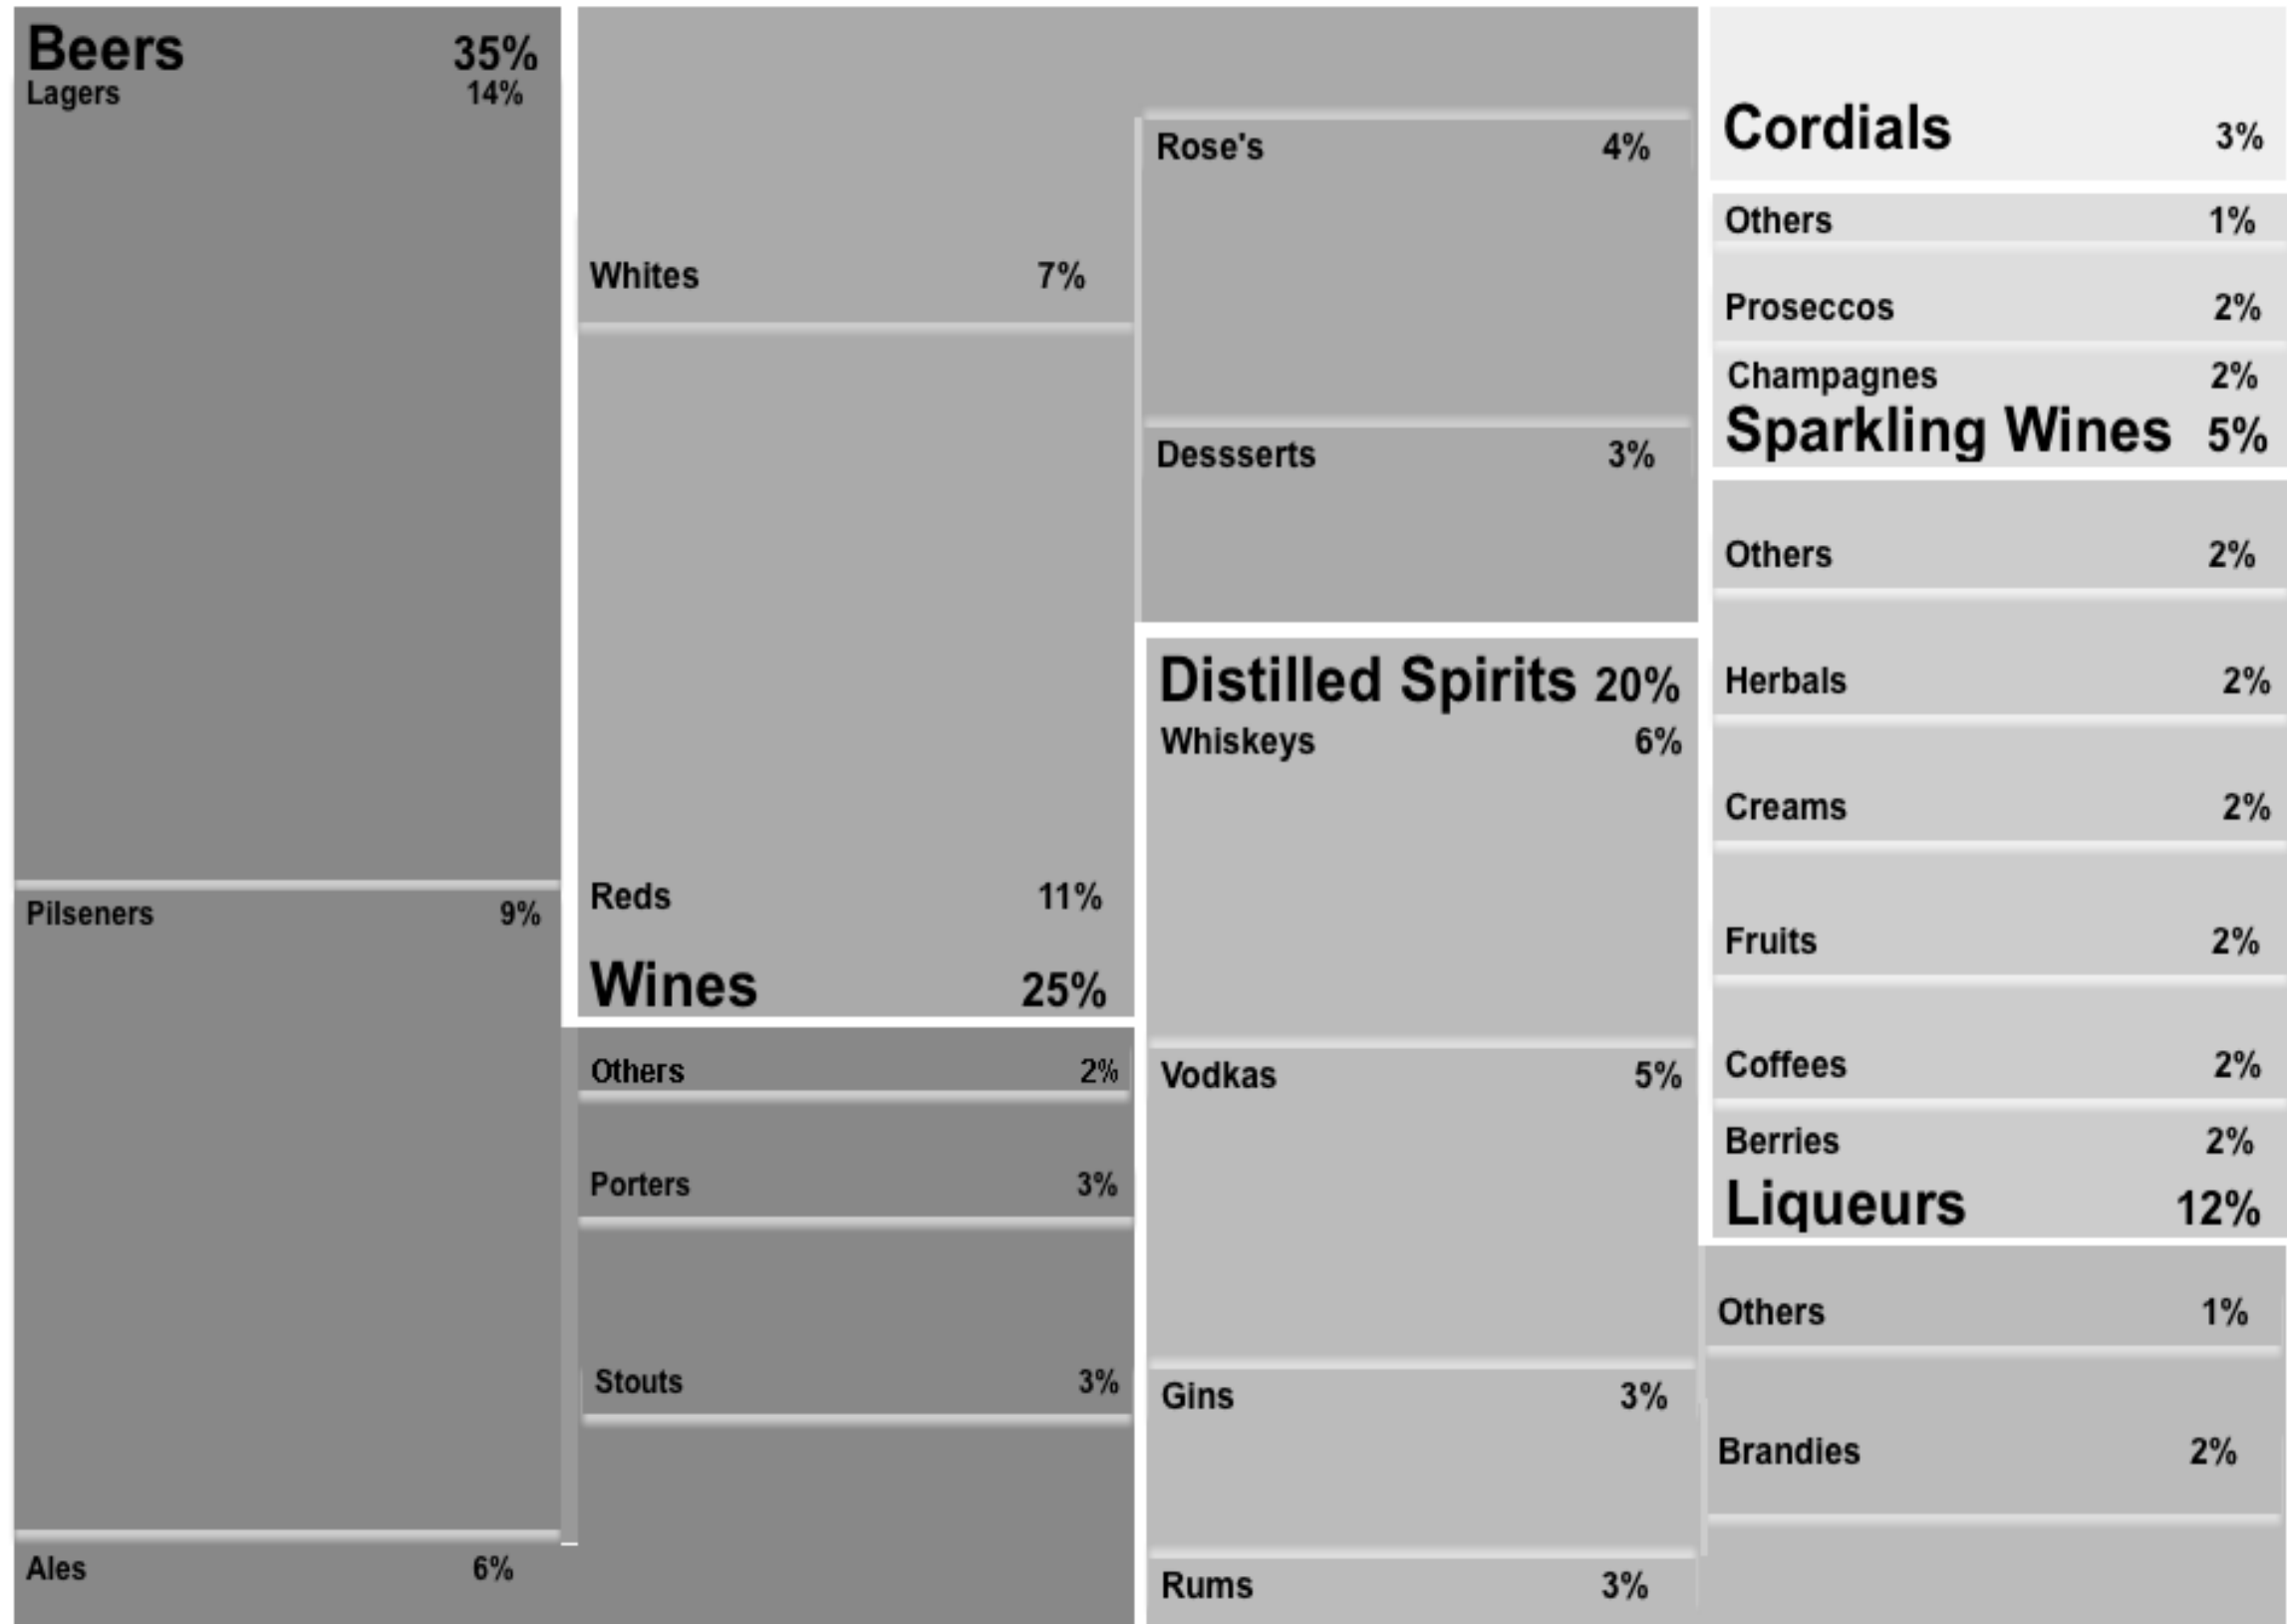 Beers 35%
Lagers 14%
Pilseners 9%
Ales 6%
Whites 7%
Reds 11%
Wines 25%
Others 2%
Porters 3%
Stouts 3%
Rose's 4%
Dessserts 3%
Distilled Spirits 20%
Whiskeys 6%
Vodkas 5%
Gins 3%
Rums 3%
Cordials 3%
Others 1%
Proseccos 2%
Champagnes 2%
Sparkling Wines 5%
Others 2%
Herbals 2%
Creams 2%
Fruits 2%
Coffees 2%
Berries 2%
Liqueurs 12%
Others 1%
Brandies 2%